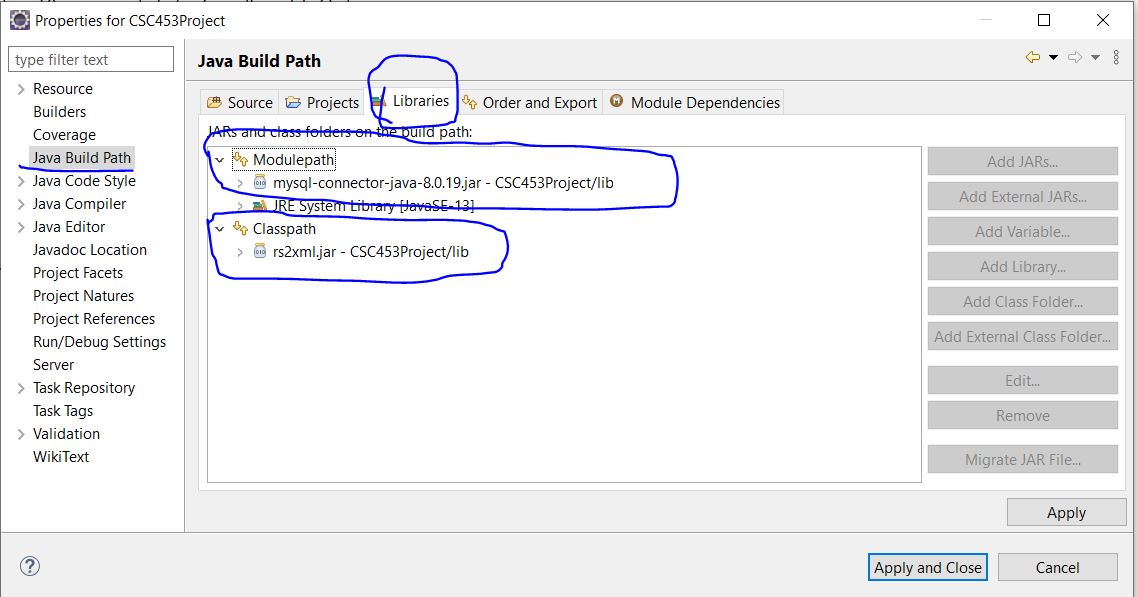 Properties for CSC453Project
type filter text
Resource
Builders
Coverage
Java Build Path
Java Code Style
Java Compiler
Java Editor
Javadoc Location
Project Facets
Project Natures
Project References
Run/Debug Settings
Server
Task Repository
Task Tags
Validation
WikiText
Java Build Path
Source Projects Libraries Order and Export Module Dependencies
JARs and class folders on the build path:
Modulepath
mysql-connector-java-8.0.19.jar - CSC453Project/lib
JRE System Library [JavaSE-13]
Classpath
rs2xml.jar - CSC453Project/lib
Add JARs...
Add External JARs...
Add Variable...
Add Library...
Add Class Folder...
Add External Class Folder...
Edit...
Remove
Migrate JAR File...
Apply
Apply and Close Cancel